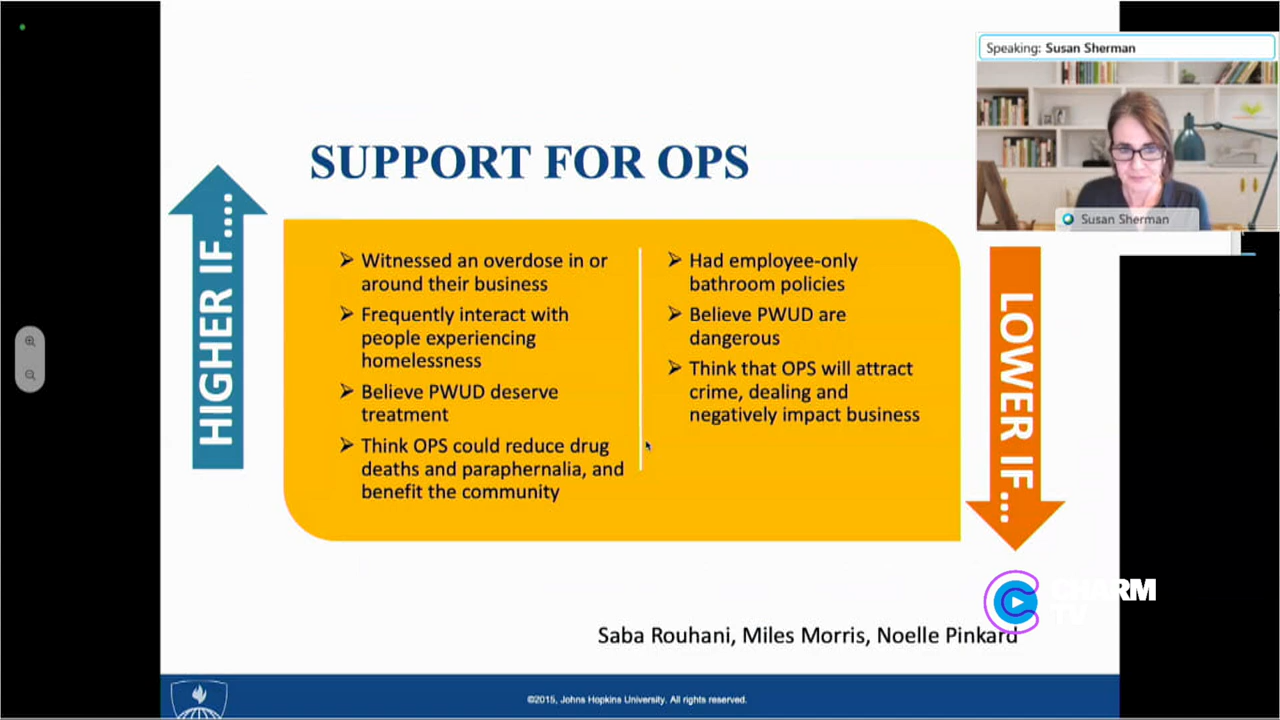 Speaking: Susan Sherman
Susan Sherman
SUPPORT FOR OPS
HIGHER IF....
Witnessed an overdose in or
around their business
Frequently interact with
people experiencing
homelessness
Believe PWUD deserve
treatment
Think OPS could reduce drug
deaths and paraphernalia, and
benefit the community
Had employee-only
bathroom policies
Believe PWUD are
dangerous
Think that OPS will attract
crime, dealing and
negatively impact business
LOWER IF...
CHARM
TV
Saba Rouhani, Miles Morris, Noelle Pinkard
©2015, Johns Hopkins University. All rights reserved.